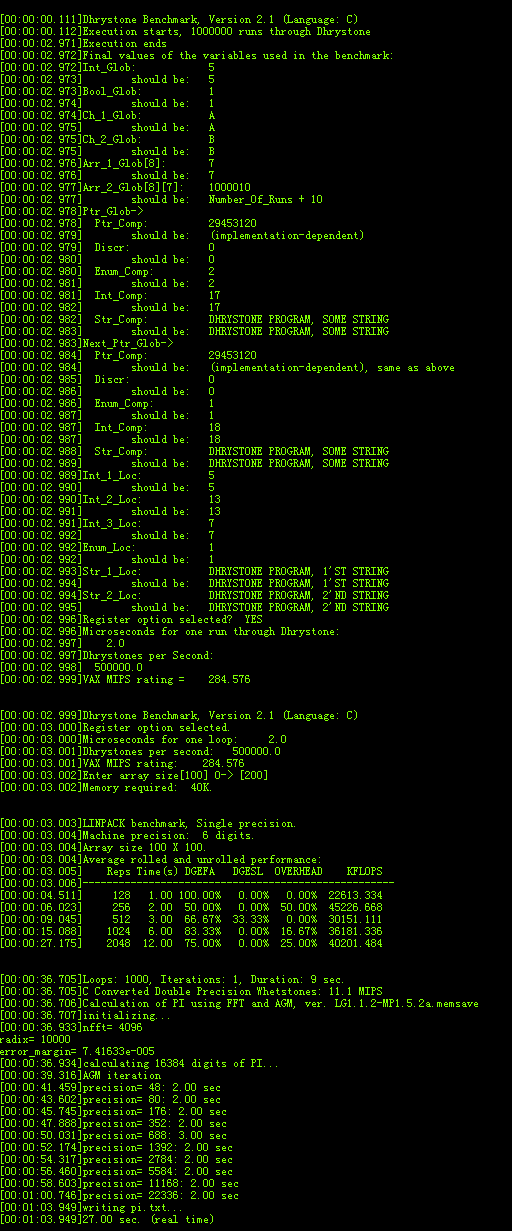 [00:00:00.111]Dhrystone Benchmark, Version 2.1 (Language: C)
[00:00:00.112]Execution starts, 1000000 runs through Dhrystone
[00:00:02.971]Execution ends
[00:00:02.972]Final values of the variables used in the benchmark:
[00:00:02.972]Int_Glob:            5
[00:00:02.973]        should be:   5
[00:00:02.973]Bool_Glob:           1
[00:00:02.974]        should be:   1
[00:00:02.974]Ch_1_Glob:           A
[00:00:02.975]        should be:   A
[00:00:02.975]Ch_2_Glob:           B
[00:00:02.975]        should be:   B
[00:00:02.976]Arr_1_Glob[8]:       7
[00:00:02.976]        should be:   7
[00:00:02.977]Arr_2_Glob[8][7]:    1000010
[00:00:02.977]        should be:   Number_Of_Runs + 10
[00:00:02.978]Ptr_Glob->
[00:00:02.978]  Ptr_Comp:          29453120
[00:00:02.979]        should be:   (implementation-dependent)
[00:00:02.979]  Discr:             0
[00:00:02.980]        should be:   0
[00:00:02.980]  Enum_Comp:         2
[00:00:02.981]        should be:   2
[00:00:02.981]  Int_Comp:          17
[00:00:02.982]        should be:   17
[00:00:02.982]  Str_Comp:          DHRYSTONE PROGRAM, SOME STRING
[00:00:02.983]        should be:   DHRYSTONE PROGRAM, SOME STRING
[00:00:02.983]Next_Ptr_Glob->
[00:00:02.984]  Ptr_Comp:          29453120
[00:00:02.984]        should be:   (implementation-dependent), same as above
[00:00:02.985]  Discr:             0
[00:00:02.985]        should be:   0
[00:00:02.986]  Enum_Comp:         1
[00:00:02.987]        should be:   1
[00:00:02.987]  Int_Comp:          18
[00:00:02.987]        should be:   18
[00:00:02.988]  Str_Comp:          DHRYSTONE PROGRAM, SOME STRING
[00:00:02.989]        should be:   DHRYSTONE PROGRAM, SOME STRING
[00:00:02.989]Int_1_Loc:           5
[00:00:02.990]        should be:   5
[00:00:02.990]Int_2_Loc:           13
[00:00:02.991]        should be:   13
[00:00:02.991]Int_3_Loc:           7
[00:00:02.992]        should be:   7
[00:00:02.992]Enum_Loc:            1
[00:00:02.992]        should be:   1
[00:00:02.993]Str_1_Loc:           DHRYSTONE PROGRAM, 1'ST STRING
[00:00:02.994]        should be:   DHRYSTONE PROGRAM, 1'ST STRING
[00:00:02.994]Str_2_Loc:           DHRYSTONE PROGRAM, 2'ND STRING
[00:00:02.995]        should be:   DHRYSTONE PROGRAM, 2'ND STRING
[00:00:02.996]Register option selected?  YES
[00:00:02.996]Microseconds for one run through Dhrystone:
[00:00:02.997]    2.0
[00:00:02.997]Dhrystones per Second:
[00:00:02.998]  500000.0
[00:00:02.999]VAX MIPS rating =    284.576
[00:00:02.999]Dhrystone Benchmark, Version 2.1 (Language: C)
[00:00:03.000]Register option selected.
[00:00:03.000]Microseconds for one loop:     2.0
[00:00:03.001]Dhrystones per second:   500000.0
[00:00:03.001]VAX MIPS rating:    284.576
[00:00:03.002]Enter array size[100] 0-> [200]
[00:00:03.002]Memory required:  40K.
[00:00:03.003]LINPACK benchmark, Single precision.
[00:00:03.004]Machine precision:  6 digits.
[00:00:03.004]Array size 100 X 100.
[00:00:03.004]Average rolled and unrolled performance:
[00:00:03.005]    Reps Time(s) DGEFA   DGESL  OVERHEAD    KFLOPS
[00:00:03.006]----------------------------------------------------
[00:00:04.511]     128   1.00 100.00%   0.00%   0.00%  22613.334
[00:00:06.023]     256   2.00  50.00%   0.00%  50.00%  45226.668
[00:00:09.045]     512   3.00  66.67%  33.33%   0.00%  30151.111
[00:00:15.088]    1024   6.00  83.33%   0.00%  16.67%  36181.336
[00:00:27.175]    2048  12.00  75.00%   0.00%  25.00%  40201.484
[00:00:36.705]Loops: 1000, Iterations: 1, Duration: 9 sec.
[00:00:36.705]C Converted Double Precision Whetstones: 11.1 MIPS
[00:00:36.706]Calculation of PI using FFT and AGM, ver. LG1.1.2-MP1.5.2a.memsave
[00:00:36.707]initializing...
[00:00:36.933]nfft= 4096
radix= 10000
error_margin= 7.41633e-005
[00:00:36.934]calculating 16384 digits of PI...
[00:00:39.316]AGM iteration
[00:00:41.459]precision= 48: 2.00 sec
[00:00:43.602]precision= 80: 2.00 sec
[00:00:45.745]precision= 176: 2.00 sec
[00:00:47.888]precision= 352: 2.00 sec
[00:00:50.031]precision= 688: 3.00 sec
[00:00:52.174]precision= 1392: 2.00 sec
[00:00:54.317]precision= 2784: 2.00 sec
[00:00:56.460]precision= 5584: 2.00 sec
[00:00:58.603]precision= 11168: 2.00 sec
[00:01:00.746]precision= 22336: 2.00 sec
[00:01:03.949]writing pi.txt...
[00:01:03.949]27.00 sec. (real time)